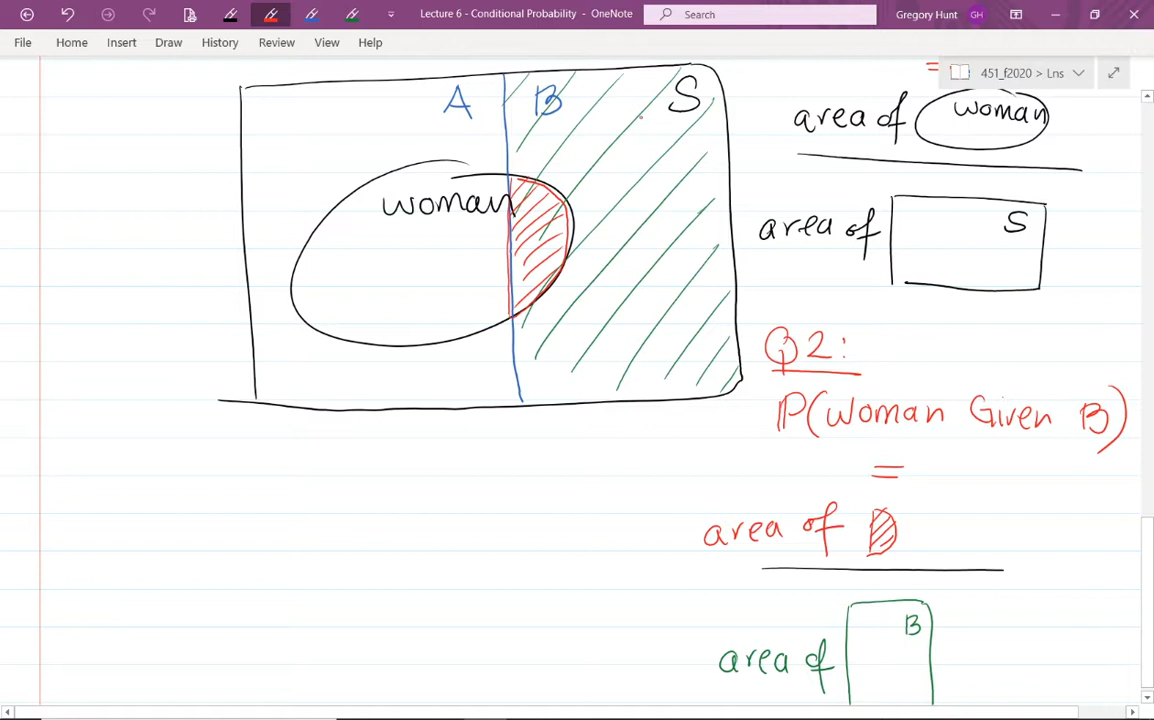 Lecture 6 - Conditional Probability - OneNote
Search
Gregory Hunt
GH
File Home Insert Draw History Review View Help
451_f2020 > Lns
A B S
woman
=
area of woman
area of S
Q2:
P(Woman Given B)
=
area of
area of B